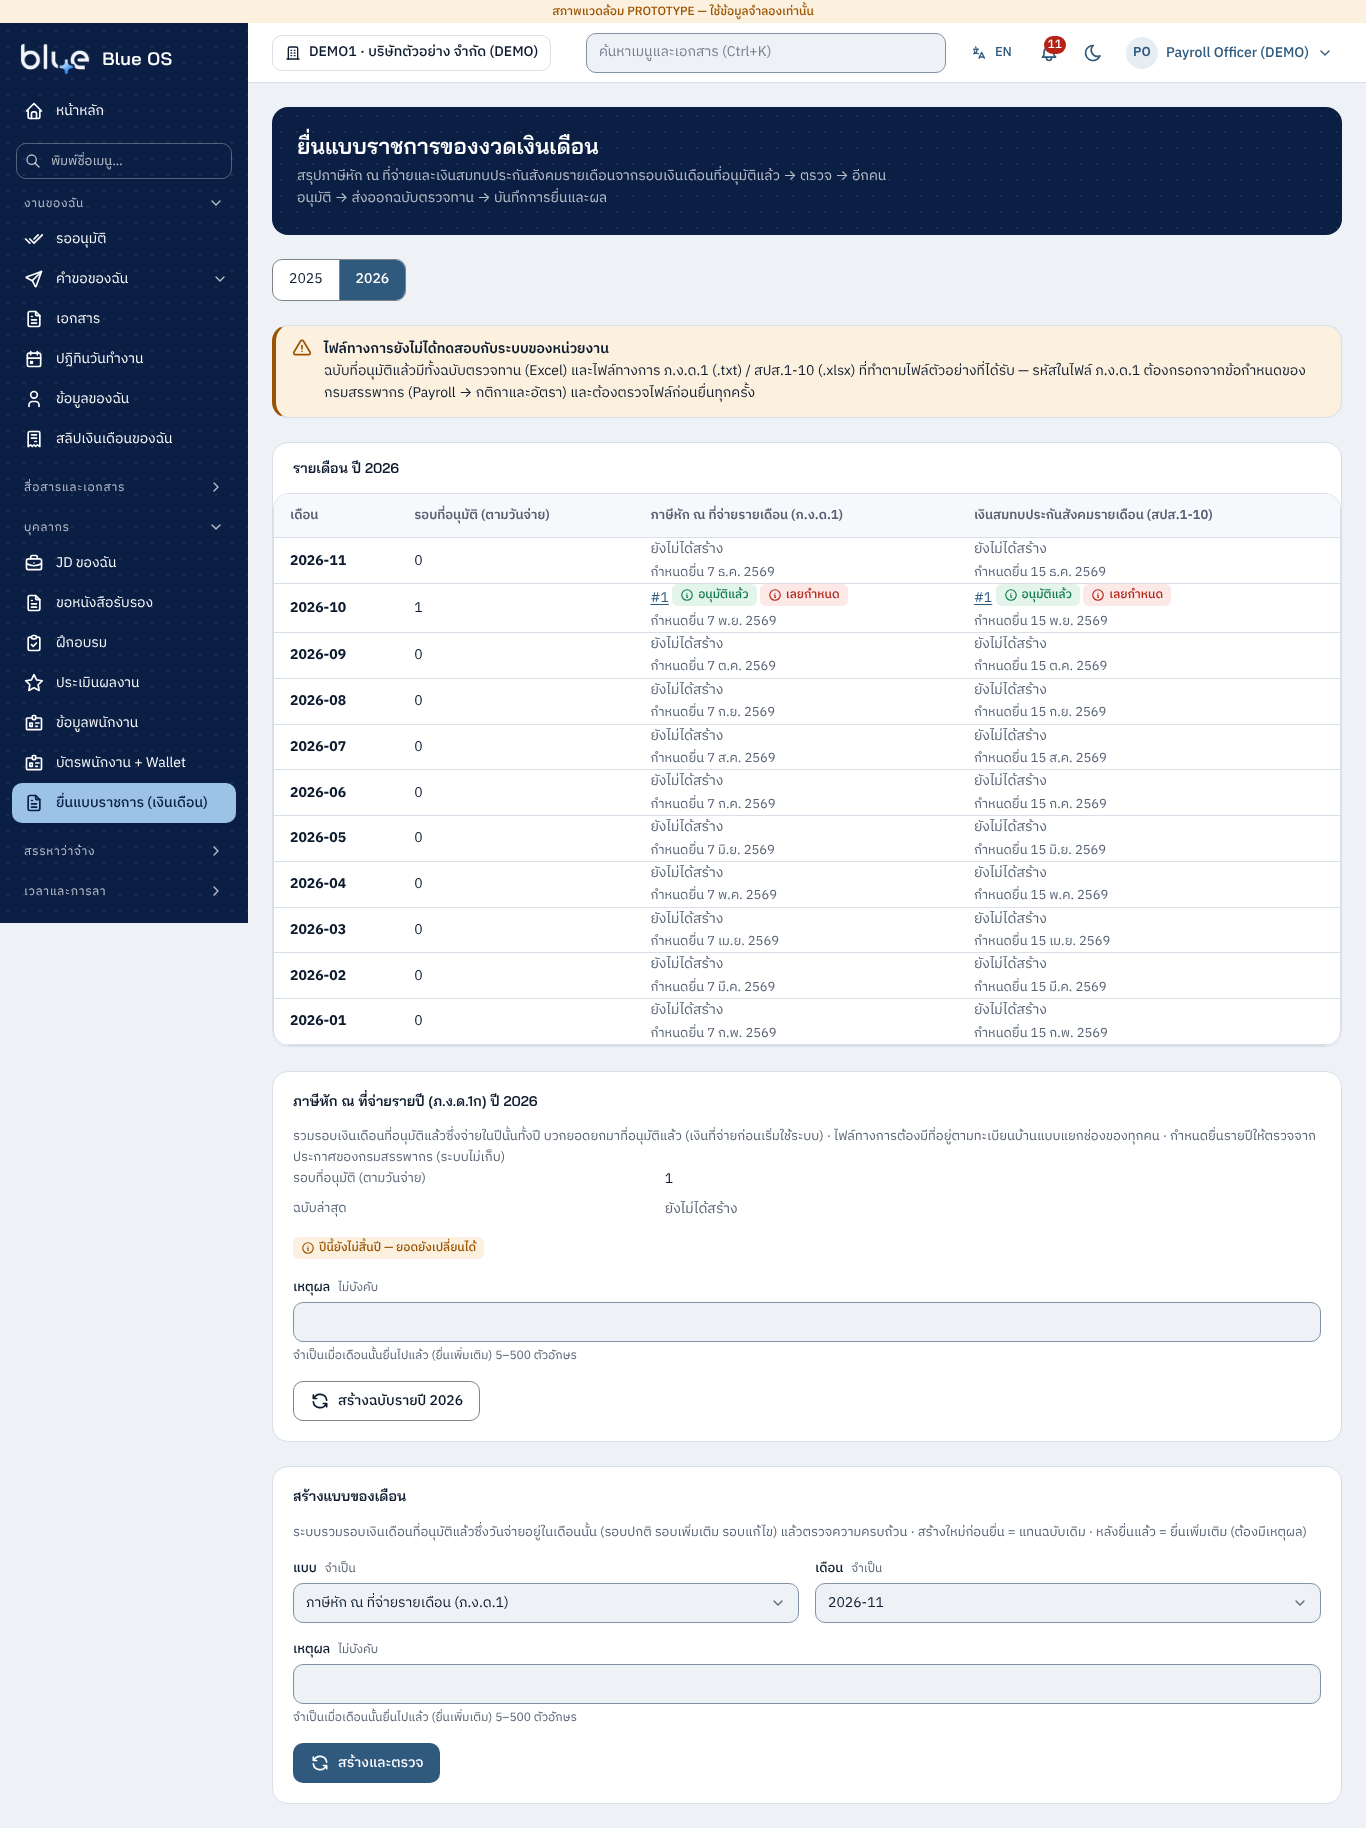 สภาพแวดล้อม PROTOTYPE — ใช้ข้อมูลจำลองเท่านั้น
blue Blue OS
DEMO1 · บริษัทตัวอย่าง จำกัด (DEMO)
ค้นหาเมนูและเอกสาร (Ctrl+K)
EN
11
PO Payroll Officer (DEMO)
หน้าหลัก
พิมพ์ชื่อเมนู...
งานของฉัน
รออนุมัติ
คำขอของฉัน
เอกสาร
ปฏิทินวันทำงาน
ข้อมูลของฉัน
สลิปเงินเดือนของฉัน
สื่อสารและเอกสาร
บุคลากร
JD ของฉัน
ขอหนังสือรับรอง
ฝึกอบรม
ประเมินผลงาน
ข้อมูลพนักงาน
บัตรพนักงาน + Wallet
ยื่นแบบราชการ (เงินเดือน)
สรรหาว่าจ้าง
เวลาและการลา
ยื่นแบบราชการของงวดเงินเดือน
สรุปภาษีหัก ณ ที่จ่ายและเงินสมทบประกันสังคมรายเดือนจากรอบเงินเดือนที่อนุมัติแล้ว → ตรวจ → อีกคน
อนุมัติ → ส่งออกฉบับตรวจทาน → บันทึกการยื่นและผล
2025 2026
ไฟล์ทางการยังไม่ได้ทดสอบกับระบบของหน่วยงาน
ฉบับที่อนุมัติแล้วมีทั้งฉบับตรวจทาน (Excel) และไฟล์ทางการ ภ.ง.ด.1 (.txt) / สปส.1-10 (.xlsx) ที่ทำตามไฟล์ตัวอย่างที่ได้รับ — รหัสในไฟล์ ภ.ง.ด.1 ต้องกรอกจากข้อกำหนดของ
กรมสรรพากร (Payroll → กติกาและอัตรา) และต้องตรวจไฟล์ก่อนยื่นทุกครั้ง
รายเดือน ปี 2026
เดือน รอบที่อนุมัติ (ตามวันจ่าย) ภาษีหัก ณ ที่จ่ายรายเดือน (ภ.ง.ด.1) เงินสมทบประกันสังคมรายเดือน (สปส.1-10)
2026-11 0 ยังไม่ได้สร้าง ยังไม่ได้สร้าง
กำหนดยื่น 7 ธ.ค. 2569 กำหนดยื่น 15 ธ.ค. 2569
2026-10 1 #1 อนุมัติแล้ว เลยกำหนด #1 อนุมัติแล้ว เลยกำหนด
กำหนดยื่น 7 พ.ย. 2569 กำหนดยื่น 15 พ.ย. 2569
2026-09 0 ยังไม่ได้สร้าง ยังไม่ได้สร้าง
กำหนดยื่น 7 ต.ค. 2569 กำหนดยื่น 15 ต.ค. 2569
2026-08 0 ยังไม่ได้สร้าง ยังไม่ได้สร้าง
กำหนดยื่น 7 ก.ย. 2569 กำหนดยื่น 15 ก.ย. 2569
2026-07 0 ยังไม่ได้สร้าง ยังไม่ได้สร้าง
กำหนดยื่น 7 ส.ค. 2569 กำหนดยื่น 15 ส.ค. 2569
2026-06 0 ยังไม่ได้สร้าง ยังไม่ได้สร้าง
กำหนดยื่น 7 ก.ค. 2569 กำหนดยื่น 15 ก.ค. 2569
2026-05 0 ยังไม่ได้สร้าง ยังไม่ได้สร้าง
กำหนดยื่น 7 มิ.ย. 2569 กำหนดยื่น 15 มิ.ย. 2569
2026-04 0 ยังไม่ได้สร้าง ยังไม่ได้สร้าง
กำหนดยื่น 7 พ.ค. 2569 กำหนดยื่น 15 พ.ค. 2569
2026-03 0 ยังไม่ได้สร้าง ยังไม่ได้สร้าง
กำหนดยื่น 7 เม.ย. 2569 กำหนดยื่น 15 เม.ย. 2569
2026-02 0 ยังไม่ได้สร้าง ยังไม่ได้สร้าง
กำหนดยื่น 7 มี.ค. 2569 กำหนดยื่น 15 มี.ค. 2569
2026-01 0 ยังไม่ได้สร้าง ยังไม่ได้สร้าง
กำหนดยื่น 7 ก.พ. 2569 กำหนดยื่น 15 ก.พ. 2569
ภาษีหัก ณ ที่จ่ายรายปี (ภ.ง.ด.1ก) ปี 2026
รวมรอบเงินเดือนที่อนุมัติแล้วซึ่งจ่ายในปีนั้นทั้งปี บวกยอดยกมาที่อนุมัติแล้ว (เงินที่จ่ายก่อนเริ่มใช้ระบบ) · ไฟล์ทางการต้องมีที่อยู่ตามทะเบียนบ้านแบบแยกช่องของทุกคน · กำหนดยื่นรายปีให้ตรวจจาก
ประกาศของกรมสรรพากร (ระบบไม่เก็บ)
รอบที่อนุมัติ (ตามวันจ่าย) 1
ฉบับล่าสุด ยังไม่ได้สร้าง
ปีนี้ยังไม่สิ้นปี — ยอดยังเปลี่ยนได้
เหตุผล ไม่บังคับ
จำเป็นเมื่อเดือนนั้นยื่นไปแล้ว (ยื่นเพิ่มเติม) 5–500 ตัวอักษร
สร้างฉบับรายปี 2026
สร้างแบบของเดือน
ระบบรวมรอบเงินเดือนที่อนุมัติแล้วซึ่งวันจ่ายอยู่ในเดือนนั้น (รอบปกติ รอบเพิ่มเติม รอบแก้ไข) แล้วตรวจความครบถ้วน · สร้างใหม่ก่อนยื่น = แทนฉบับเดิม · หลังยื่นแล้ว = ยื่นเพิ่มเติม (ต้องมีเหตุผล)
แบบ จำเป็น เดือน จำเป็น
ภาษีหัก ณ ที่จ่ายรายเดือน (ภ.ง.ด.1) 2026-11
เหตุผล ไม่บังคับ
จำเป็นเมื่อเดือนนั้นยื่นไปแล้ว (ยื่นเพิ่มเติม) 5–500 ตัวอักษร
สร้างและตรวจ